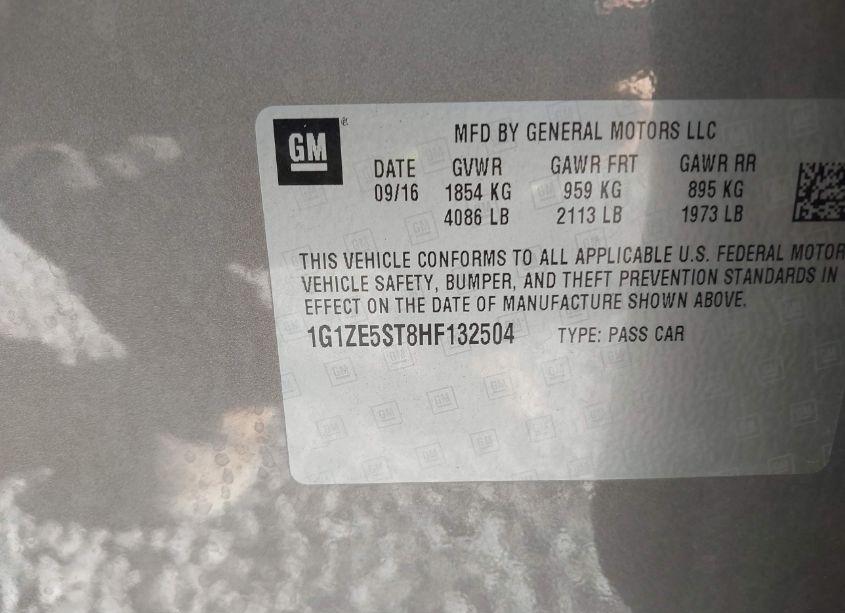 GM
MFD BY GENERAL MOTORS LLC
DATE GVWR GAWR FRT GAWR RR
09/16 1854 KG 959 KG 895 KG
4086 LB 2113 LB 1973 LB
THIS VEHICLE CONFORMS TO ALL APPLICABLE U.S. FEDERAL MOTOR
VEHICLE SAFETY, BUMPER, AND THEFT PREVENTION STANDARDS IN
EFFECT ON THE DATE OF MANUFACTURE SHOWN ABOVE.
1G1ZE5ST8HF132504 TYPE: PASS CAR